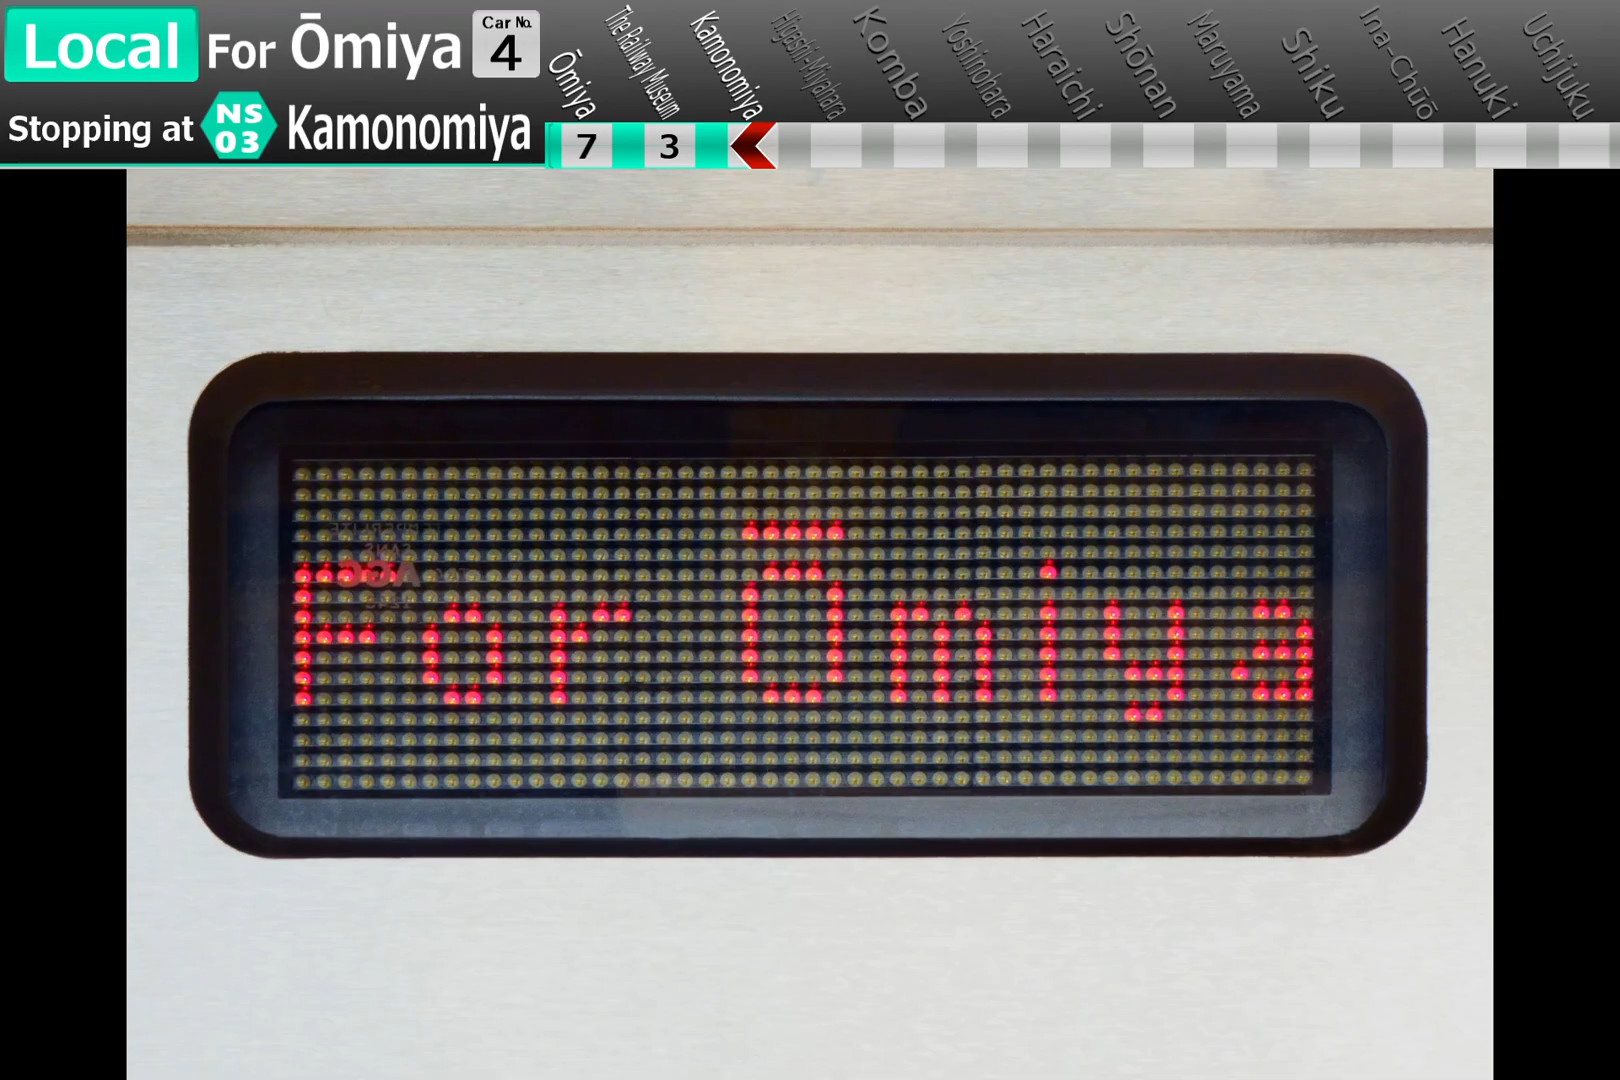 Local For Ōmiya Car No. 4
Stopping at NS 03 Kamonomiya
Ōmiya
The Railway Museum
Kamonomiya
Higashi-Miyahara
Komba
Yoshinohara
Haraichi
Shōnan
Maruyama
Shiku
Ina-Chūō
Hanuki
Uchijuku
7 3
For Ōmiya